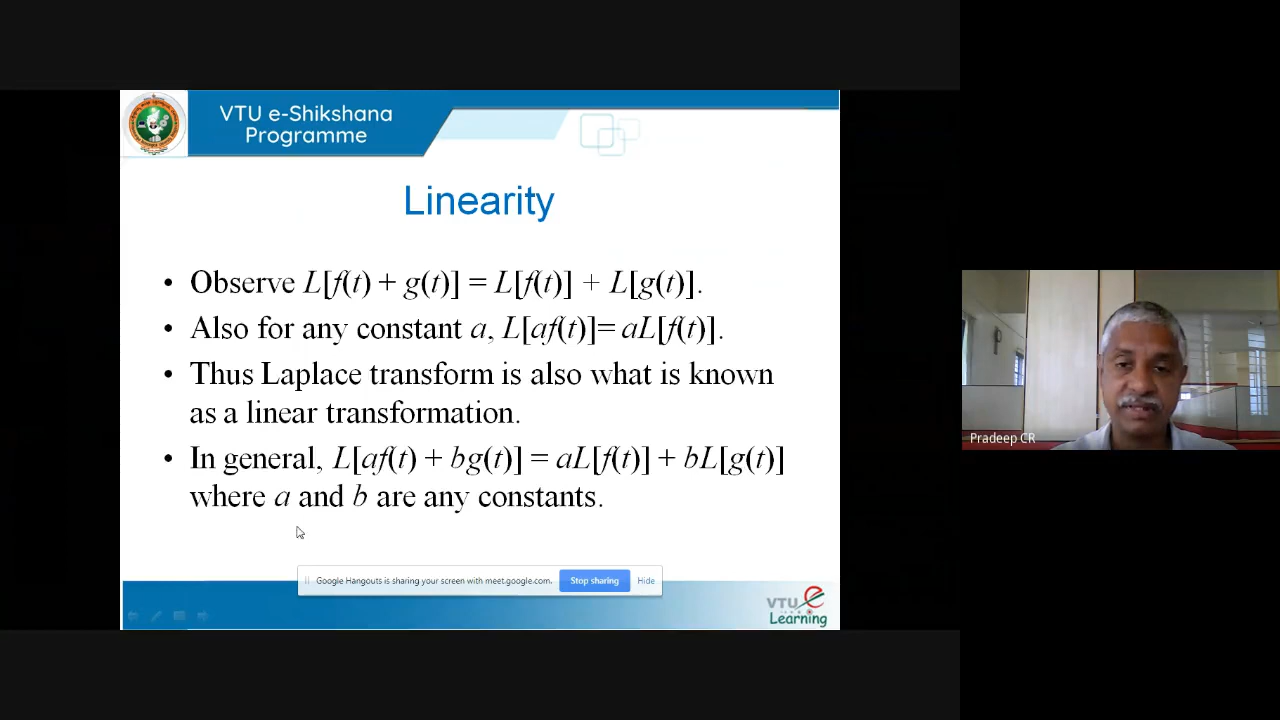 VTU e-Shikshana
Programme
Linearity
• Observe L[f(t) + g(t)] = L[f(t)] + L[g(t)].
• Also for any constant a, L[af(t)]= aL[f(t)].
• Thus Laplace transform is also what is known
as a linear transformation.
• In general, L[af(t) + bg(t)] = aL[f(t)] + bL[g(t)]
where a and b are any constants.
Google Hangouts is sharing your screen with meet.google.com. Stop sharing Hide
VTU e
Learning
Pradeep CR